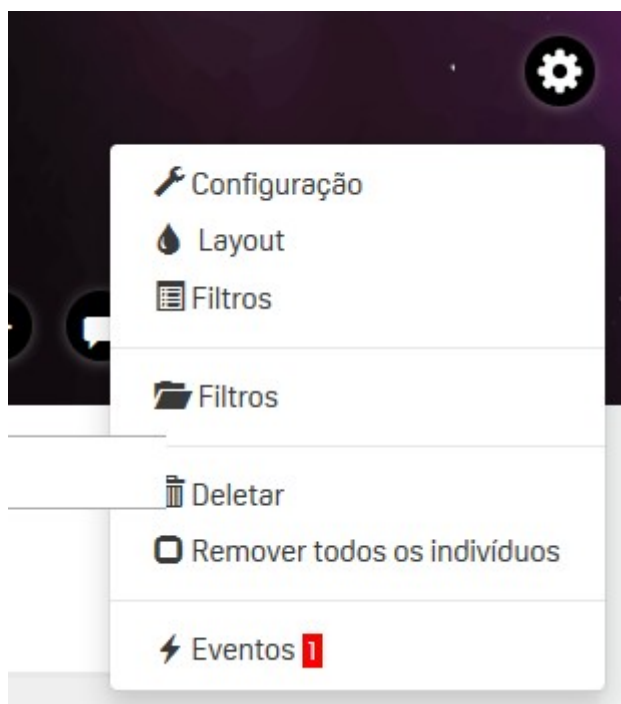 Configuração
Layout
Filtros
Filtros
Deletar
Remover todos os indivíduos
Eventos 1